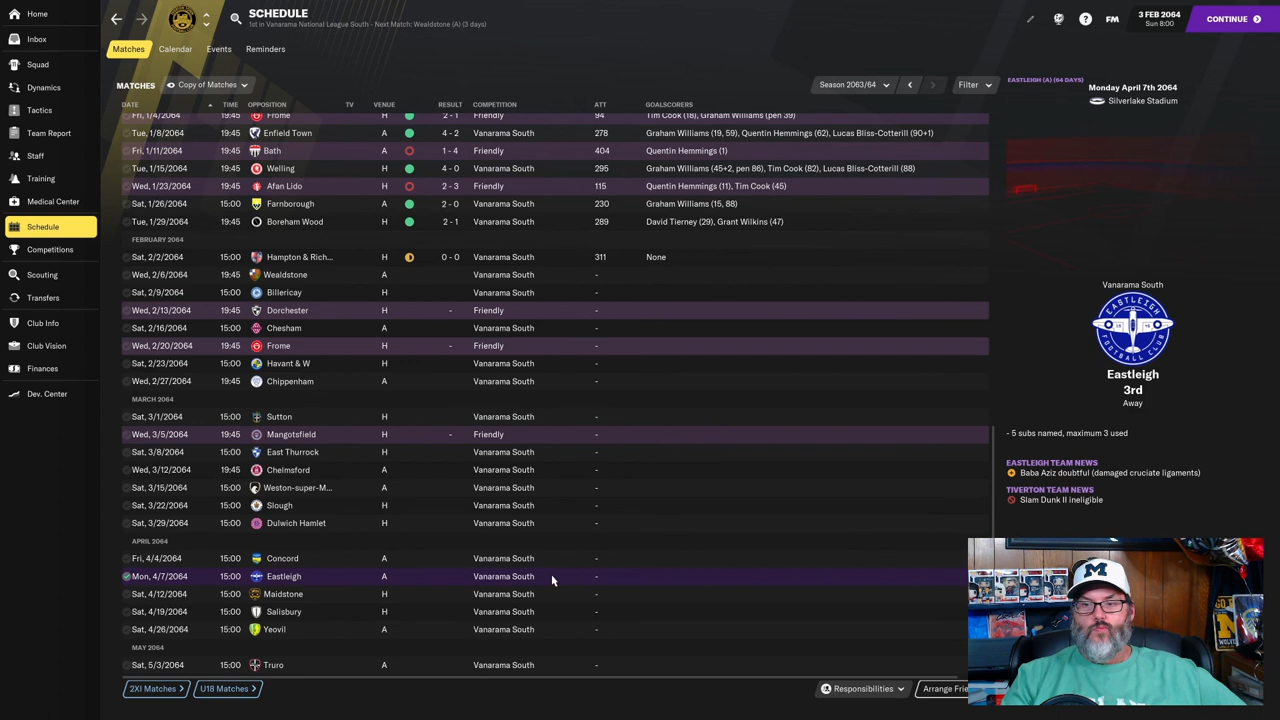 Home
Inbox
Squad
Dynamics
Tactics
Team Report
Staff
Training
Medical Center
Schedule
Competitions
Scouting
Transfers
Club Info
Club Vision
Finances
Dev. Center
SCHEDULE
1st in Vanarama National League South - Next Match: Wealdstone (A) (3 days)
FM
3 FEB 2064
Sun 8:00
CONTINUE
Matches Calendar Events Reminders
MATCHES Copy of Matches Season 2063/64 Filter
DATE TIME OPPOSITION TV VENUE RESULT COMPETITION ATT GOALSCORERS
Fri, 1/4/2064 19:45 Frome H 2 - 1 Friendly 94 Tim Cook (18), Graham Williams (pen 39)
Tue, 1/8/2064 19:45 Enfield Town A 4 - 2 Vanarama South 278 Graham Williams (19, 59), Quentin Hemmings (62), Lucas Bliss-Cotterill (90+1)
Fri, 1/11/2064 19:45 Bath A 1 - 4 Friendly 404 Quentin Hemmings (1)
Tue, 1/15/2064 19:45 Welling H 4 - 0 Vanarama South 295 Graham Williams (45+2, pen 86), Tim Cook (82), Lucas Bliss-Cotterill (88)
Wed, 1/23/2064 19:45 Afan Lido H 2 - 3 Friendly 115 Quentin Hemmings (11), Tim Cook (45)
Sat, 1/26/2064 15:00 Farnborough A 2 - 0 Vanarama South 230 Graham Williams (15, 88)
Tue, 1/29/2064 19:45 Boreham Wood H 2 - 1 Vanarama South 289 David Tierney (29), Grant Wilkins (47)
FEBRUARY 2064
Sat, 2/2/2064 15:00 Hampton & Rich... H 0 - 0 Vanarama South 311 None
Wed, 2/6/2064 19:45 Wealdstone A Vanarama South -
Sat, 2/9/2064 15:00 Billericay H Vanarama South -
Wed, 2/13/2064 19:45 Dorchester H - Friendly -
Sat, 2/16/2064 15:00 Chesham A Vanarama South -
Wed, 2/20/2064 19:45 Frome H - Friendly -
Sat, 2/23/2064 15:00 Havant & W H Vanarama South -
Wed, 2/27/2064 19:45 Chippenham A Vanarama South -
MARCH 2064
Sat, 3/1/2064 15:00 Sutton H Vanarama South -
Wed, 3/5/2064 19:45 Mangotsfield H - Friendly -
Sat, 3/8/2064 15:00 East Thurrock H Vanarama South -
Wed, 3/12/2064 19:45 Chelmsford A Vanarama South -
Sat, 3/15/2064 15:00 Weston-super-M... A Vanarama South -
Sat, 3/22/2064 15:00 Slough H Vanarama South -
Sat, 3/29/2064 15:00 Dulwich Hamlet H Vanarama South -
APRIL 2064
Fri, 4/4/2064 15:00 Concord A Vanarama South -
Mon, 4/7/2064 15:00 Eastleigh A Vanarama South -
Sat, 4/12/2064 15:00 Maidstone H Vanarama South -
Sat, 4/19/2064 15:00 Salisbury H Vanarama South -
Sat, 4/26/2064 15:00 Yeovil A Vanarama South -
MAY 2064
Sat, 5/3/2064 15:00 Truro A Vanarama South -
2XI Matches U18 Matches Responsibilities Arrange Frie
EASTLEIGH (A) (64 DAYS)
Monday April 7th 2064
Silverlake Stadium
Vanarama South
EASTLEIGH
FOOTBALL CLUB
Eastleigh
3rd
Away
- 5 subs named, maximum 3 used
EASTLEIGH TEAM NEWS
Baba Aziz doubtful (damaged cruciate ligaments)
TIVERTON TEAM NEWS
Slam Dunk II ineligible
M